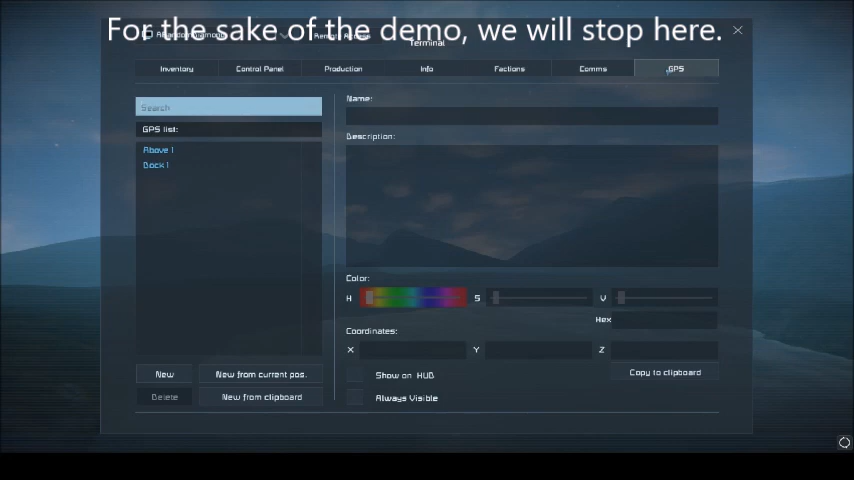 For the sake of the demo, we will stop here.
Terminal
Inventory
Control Panel
Production
Info
Factions
Comms
GPS
Search
GPS list:
Above 1
Dock 1
Name:
Description:
Color:
H
S
V
Hex
Coordinates:
X
Y
Z
New
New from current pos.
Delete
New from clipboard
Show on HUD
Always Visible
Copy to clipboard